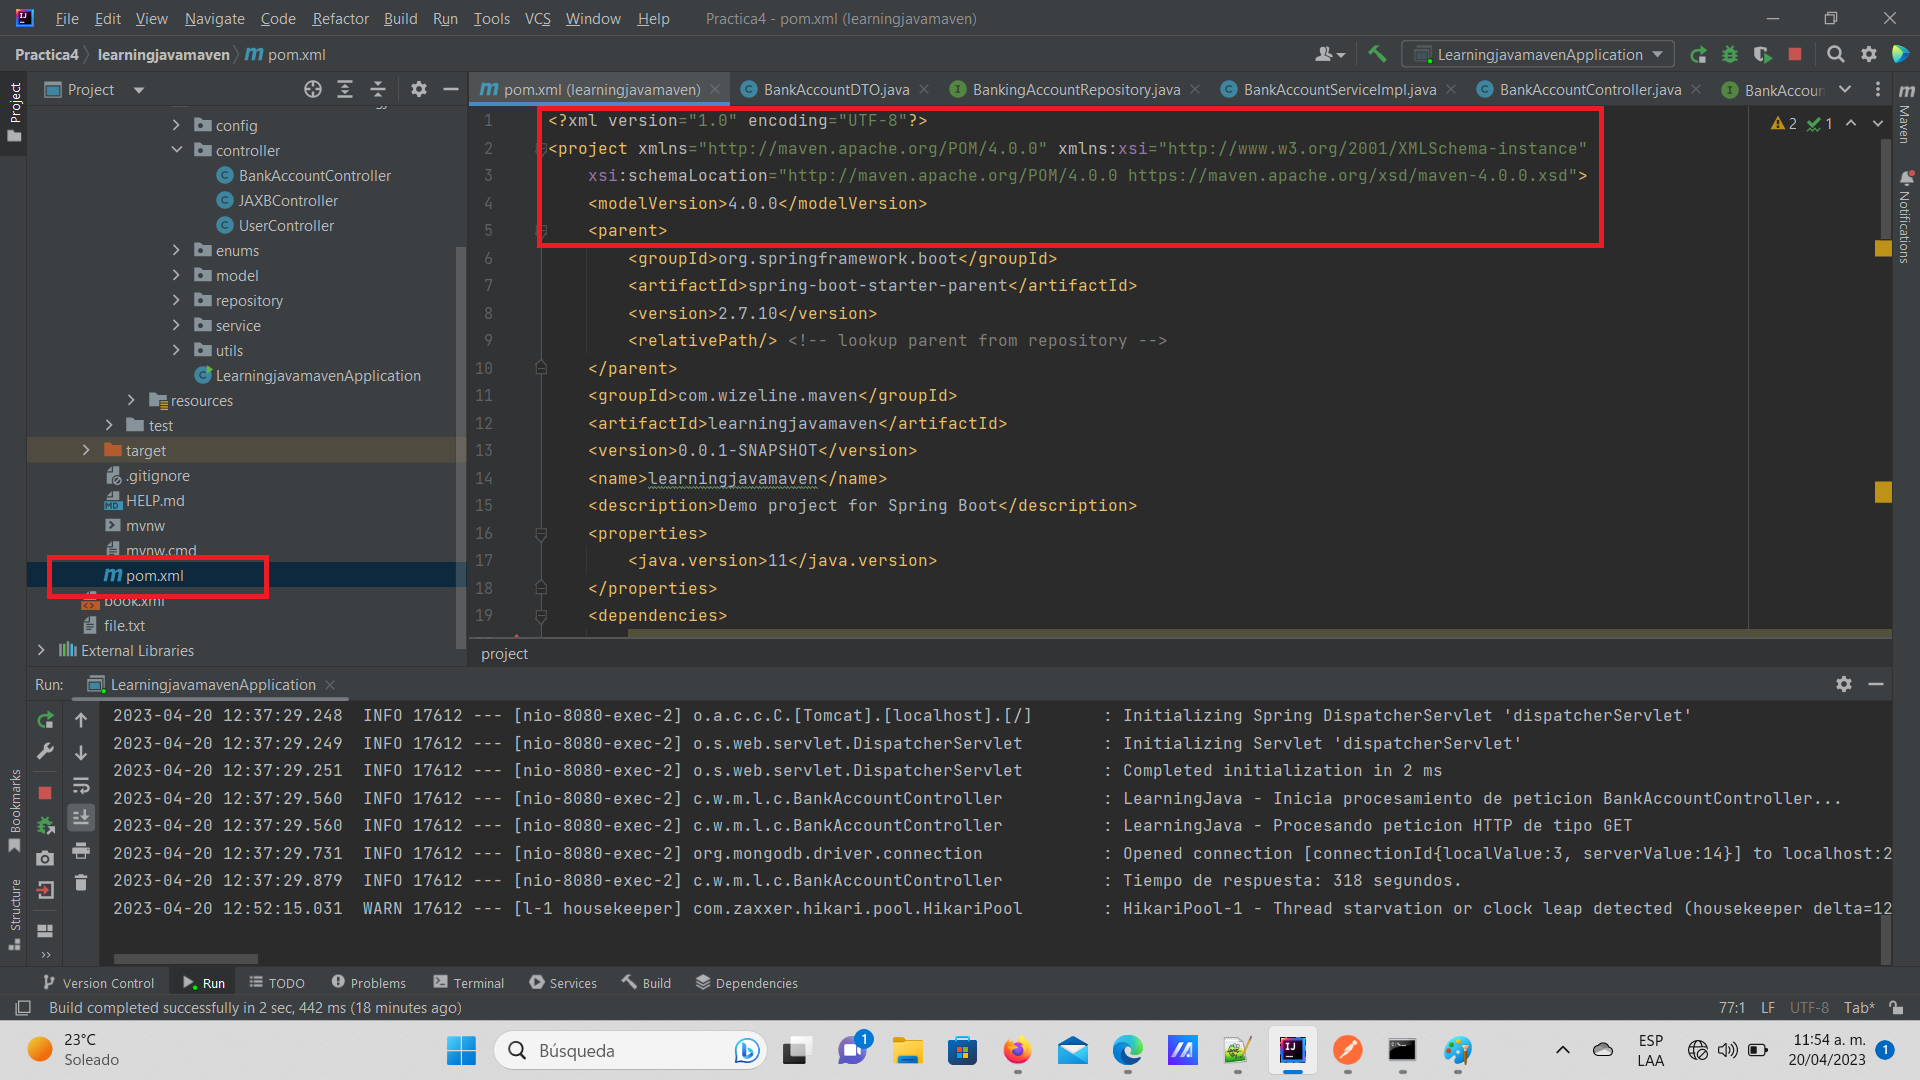 File Edit View Navigate Code Refactor Build Run Tools VCS Window Help Practica4 - pom.xml (learningjavamaven)
Practica4 learningjavamaven pom.xml LearningjavamavenApplication
Project
pom.xml (learningjavamaven) BankAccountDTO.java BankingAccountRepository.java BankAccountServiceImpl.java BankAccountController.java BankAccoun
Project
Maven
Notifications
config
controller
BankAccountController
JAXBController
UserController
enums
model
repository
service
utils
LearningjavamavenApplication
resources
test
target
.gitignore
HELP.md
mvnw
mvnw.cmd
pom.xml
book.xml
file.txt
External Libraries
2 1
1 <?xml version="1.0" encoding="UTF-8"?>
2 <project xmlns="http://maven.apache.org/POM/4.0.0" xmlns:xsi="http://www.w3.org/2001/XMLSchema-instance"
3 xsi:schemaLocation="http://maven.apache.org/POM/4.0.0 https://maven.apache.org/xsd/maven-4.0.0.xsd">
4 <modelVersion>4.0.0</modelVersion>
5 <parent>
6 <groupId>org.springframework.boot</groupId>
7 <artifactId>spring-boot-starter-parent</artifactId>
8 <version>2.7.10</version>
9 <relativePath/> <!-- lookup parent from repository -->
10 </parent>
11 <groupId>com.wizeline.maven</groupId>
12 <artifactId>learningjavamaven</artifactId>
13 <version>0.0.1-SNAPSHOT</version>
14 <name>learningjavamaven</name>
15 <description>Demo project for Spring Boot</description>
16 <properties>
17 <java.version>11</java.version>
18 </properties>
19 <dependencies>
project
Run: LearningjavamavenApplication
2023-04-20 12:37:29.248 INFO 17612 --- [nio-8080-exec-2] o.a.c.c.C.[Tomcat].[localhost].[/] : Initializing Spring DispatcherServlet 'dispatcherServlet'
2023-04-20 12:37:29.249 INFO 17612 --- [nio-8080-exec-2] o.s.web.servlet.DispatcherServlet : Initializing Servlet 'dispatcherServlet'
2023-04-20 12:37:29.251 INFO 17612 --- [nio-8080-exec-2] o.s.web.servlet.DispatcherServlet : Completed initialization in 2 ms
2023-04-20 12:37:29.560 INFO 17612 --- [nio-8080-exec-2] c.w.m.l.c.BankAccountController : LearningJava - Inicia procesamiento de peticion BankAccountController...
2023-04-20 12:37:29.560 INFO 17612 --- [nio-8080-exec-2] c.w.m.l.c.BankAccountController : LearningJava - Procesando peticion HTTP de tipo GET
2023-04-20 12:37:29.731 INFO 17612 --- [nio-8080-exec-2] org.mongodb.driver.connection : Opened connection [connectionId{localValue:3, serverValue:14}] to localhost:2
2023-04-20 12:37:29.879 INFO 17612 --- [nio-8080-exec-2] c.w.m.l.c.BankAccountController : Tiempo de respuesta: 318 segundos.
2023-04-20 12:52:15.031 WARN 17612 --- [l-1 housekeeper] com.zaxxer.hikari.pool.HikariPool : HikariPool-1 - Thread starvation or clock leap detected (housekeeper delta=12
Bookmarks
Structure
Version Control Run TODO Problems Terminal Services Build Dependencies
Build completed successfully in 2 sec, 442 ms (18 minutes ago) 77:1 LF UTF-8 Tab*
23°C
Soleado
Búsqueda
1
ESP
LAA
11:54 a. m.
20/04/2023
1